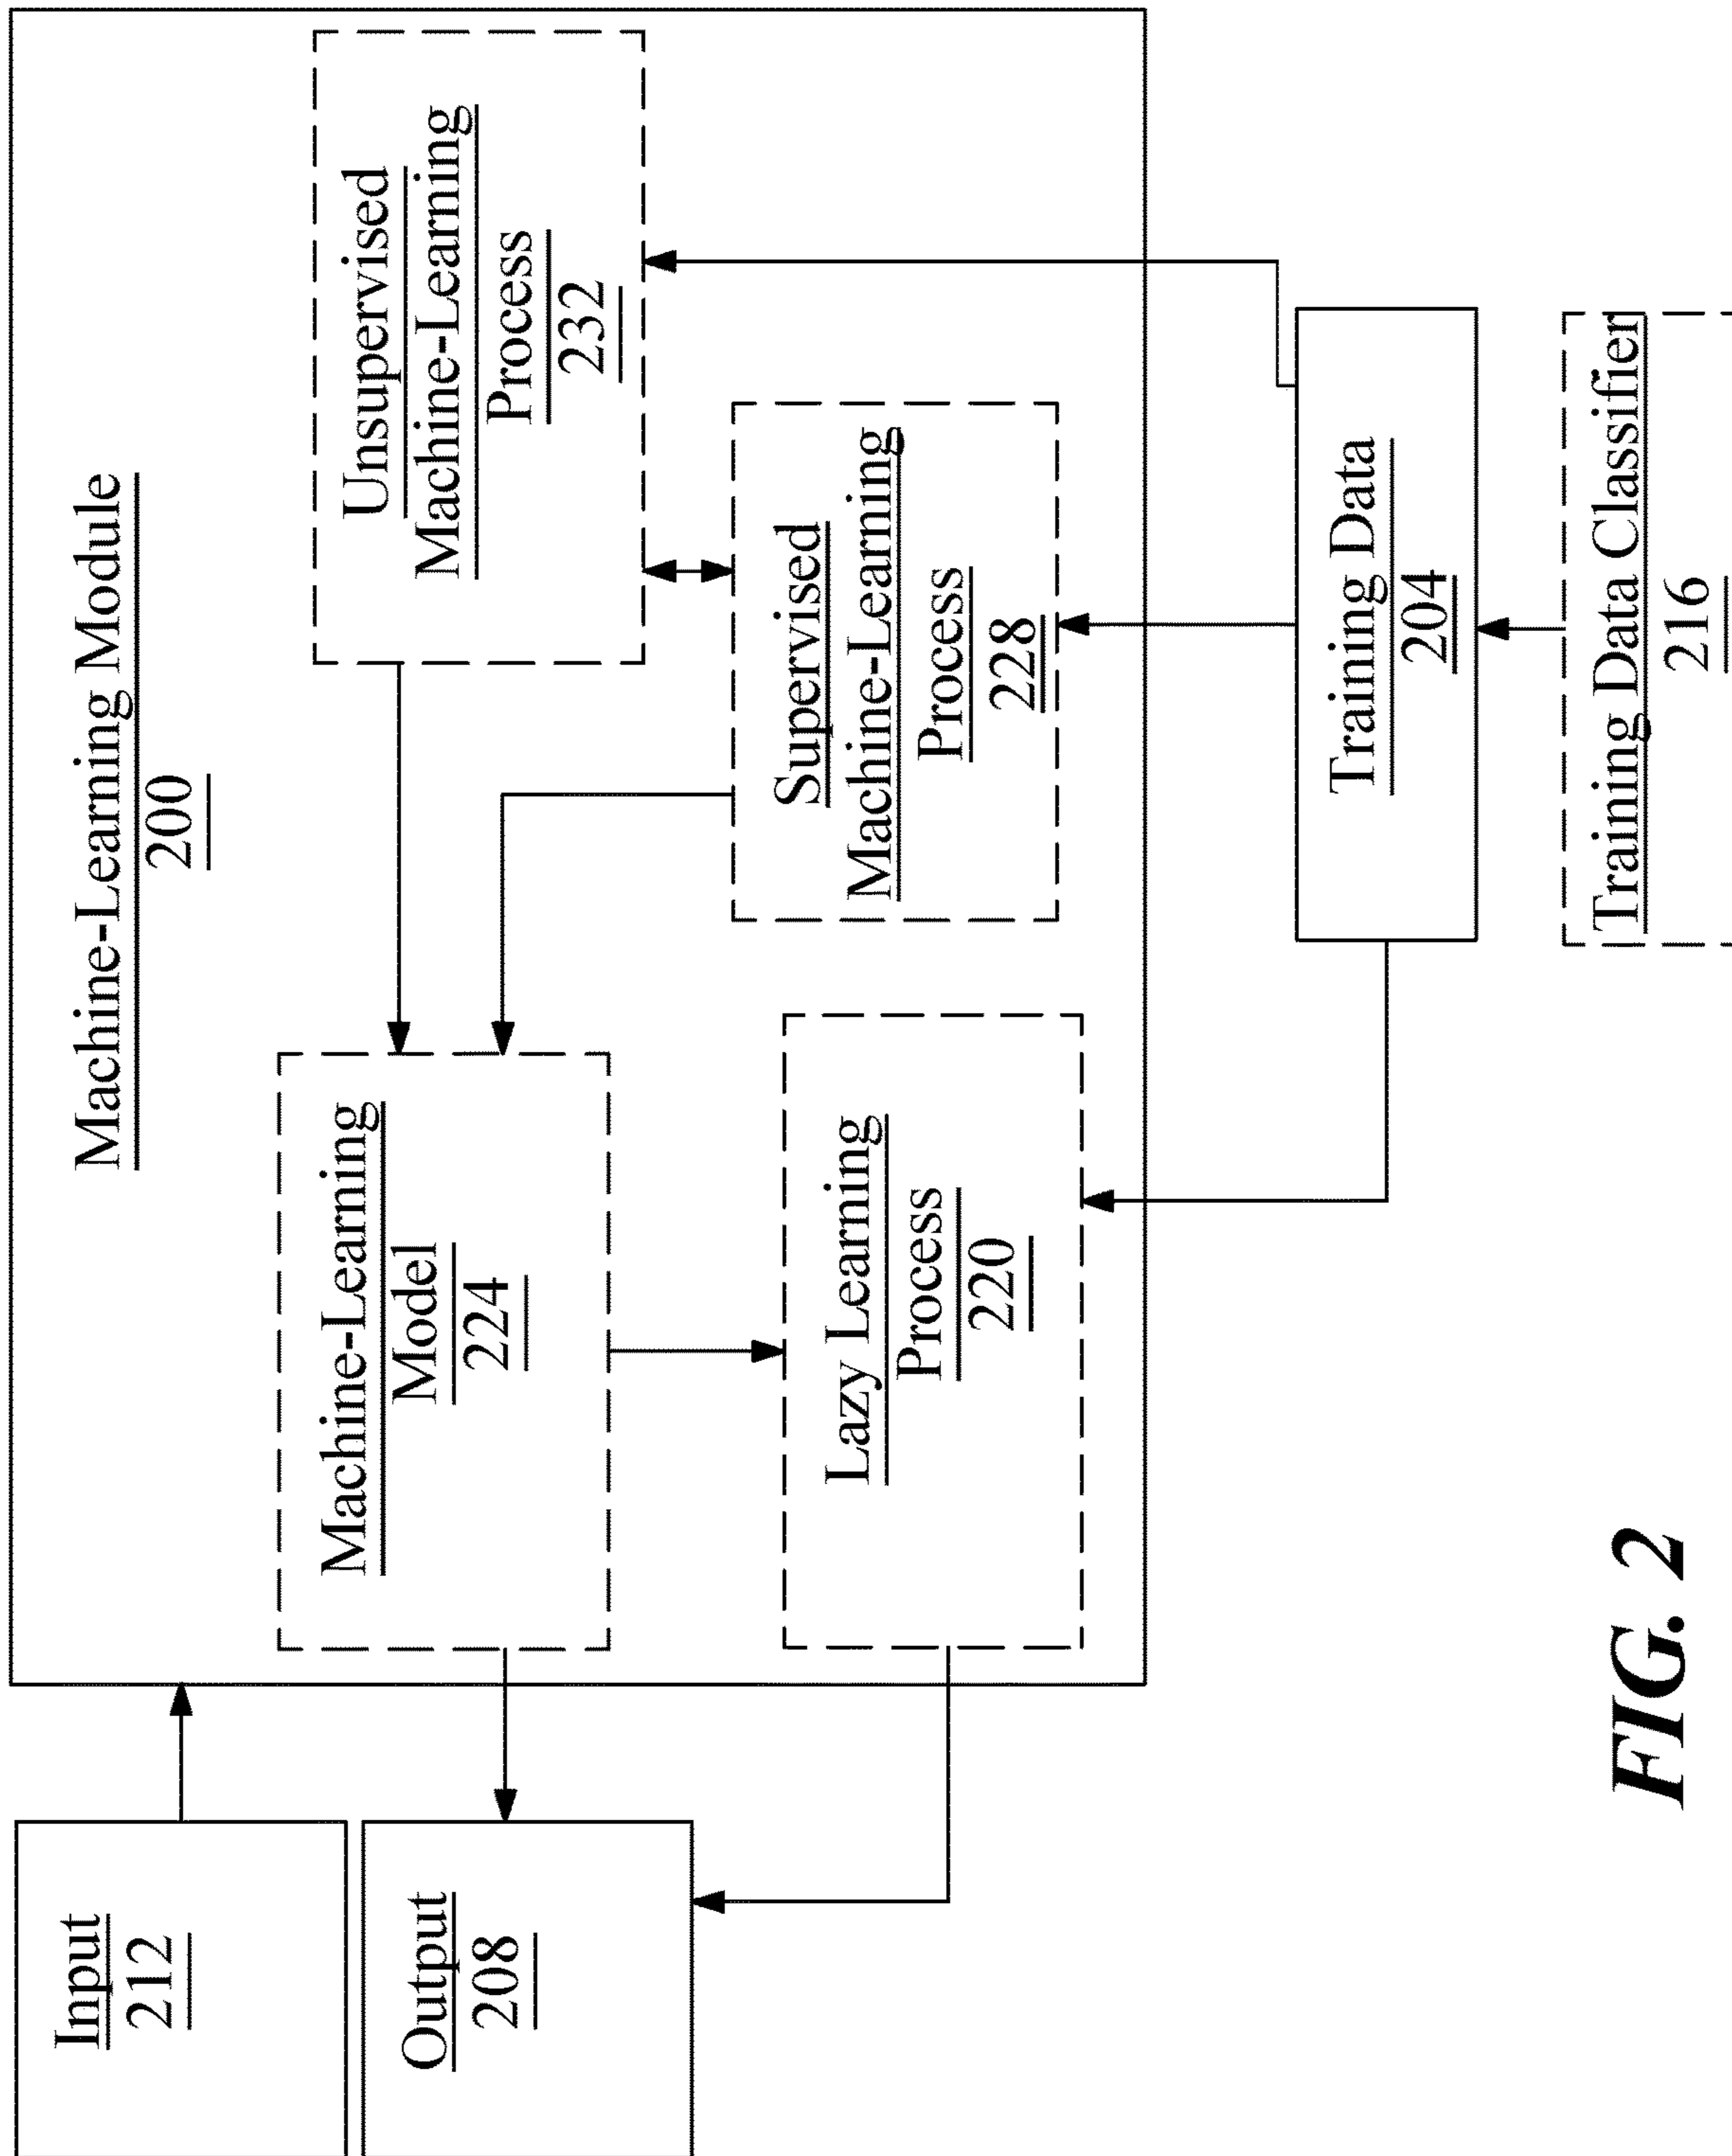 Machine-Learning Module
200
Input
212
Output
208
Machine-Learning
Model
224
Unsupervised
Machine-Learning
Process
232
Supervised
Machine-Learning
Process
228
Lazy Learning
Process
220
Training Data
204
Training Data Classifier
216
FIG. 2